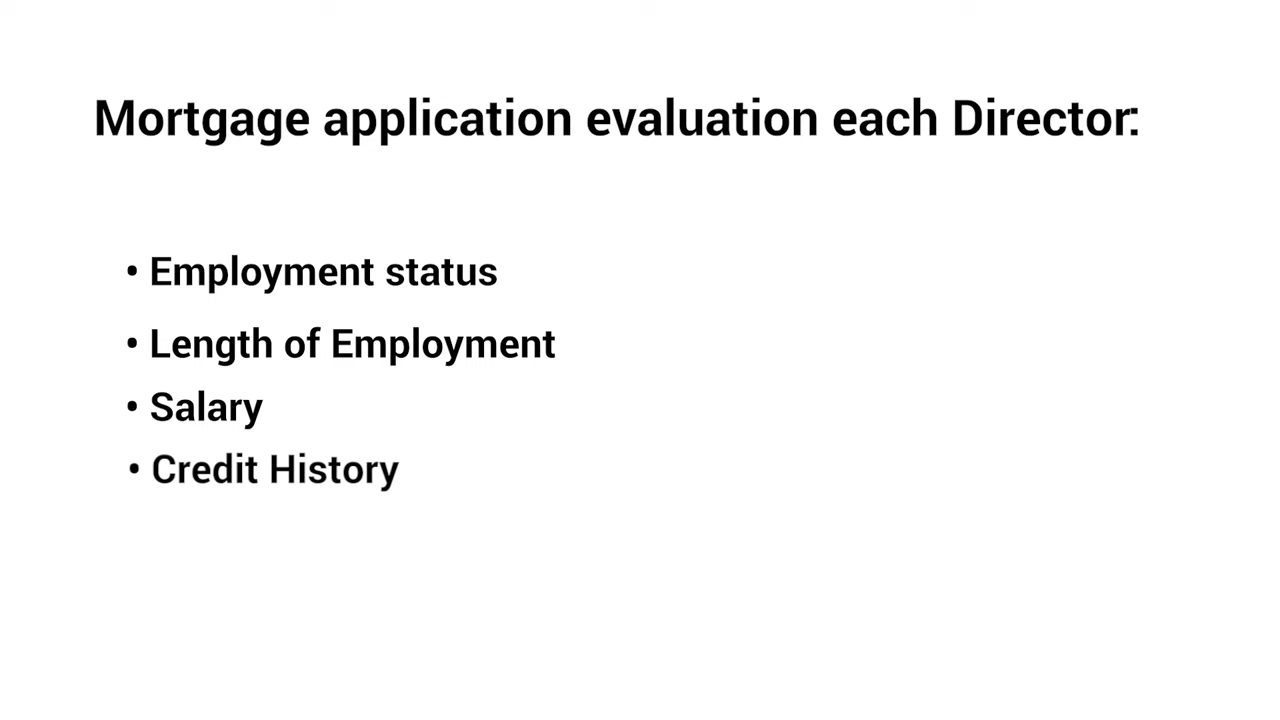 Mortgage application evaluation each Director:
• Employment status
• Length of Employment
• Salary
• Credit History